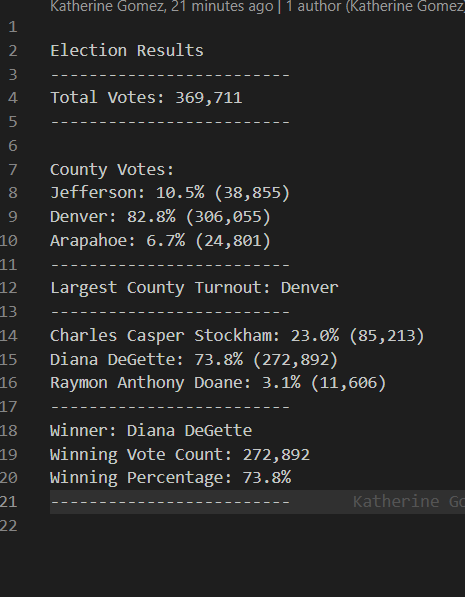 Katherine Gomez, 21 minutes ago | 1 author (Katherine Gomez)
1
2 Election Results
3 -------------------------
4 Total Votes: 369,711
5 -------------------------
6
7 County Votes:
8 Jefferson: 10.5% (38,855)
9 Denver: 82.8% (306,055)
10 Arapahoe: 6.7% (24,801)
11 -------------------------
12 Largest County Turnout: Denver
13 -------------------------
14 Charles Casper Stockham: 23.0% (85,213)
15 Diana DeGette: 73.8% (272,892)
16 Raymon Anthony Doane: 3.1% (11,606)
17 -------------------------
18 Winner: Diana DeGette
19 Winning Vote Count: 272,892
20 Winning Percentage: 73.8%
21 ------------------------- Katherine Go
22